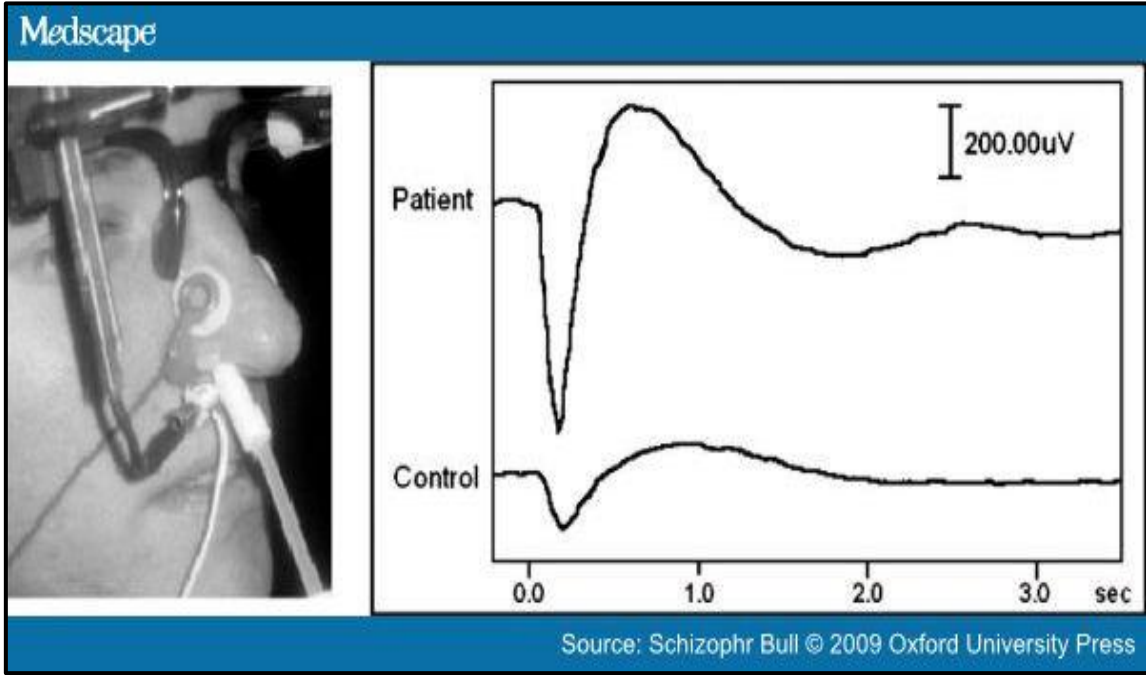 Medscape
200.00uV
Patient
Control
0.0 1.0 2.0 3.0 sec
Source: Schizophr Bull © 2009 Oxford University Press